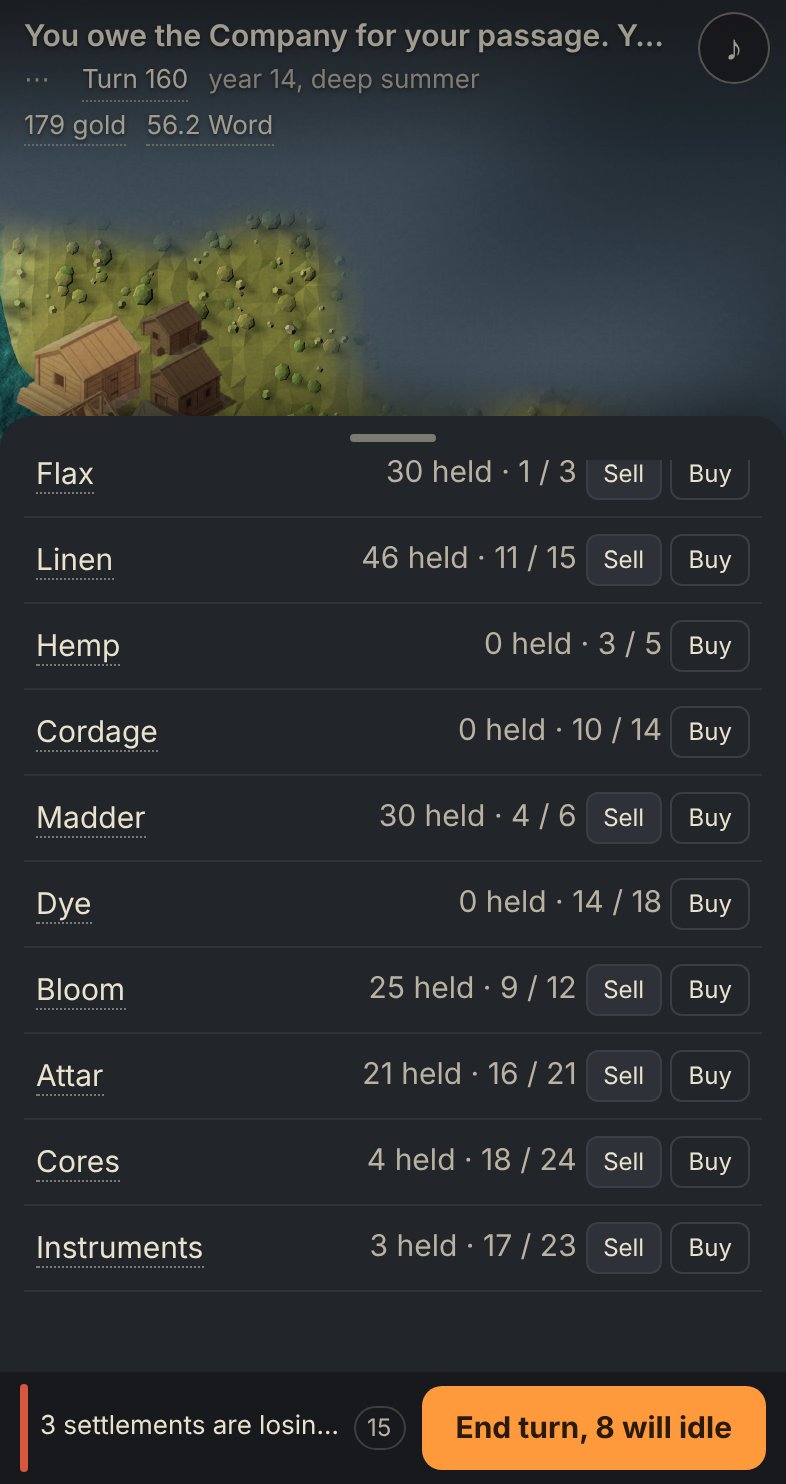 You owe the Company for your passage. Y...
... Turn 160 year 14, deep summer
179 gold 56.2 Word
♪
Flax 30 held · 1 / 3 Sell Buy
Linen 46 held · 11 / 15 Sell Buy
Hemp 0 held · 3 / 5 Buy
Cordage 0 held · 10 / 14 Buy
Madder 30 held · 4 / 6 Sell Buy
Dye 0 held · 14 / 18 Buy
Bloom 25 held · 9 / 12 Sell Buy
Attar 21 held · 16 / 21 Sell Buy
Cores 4 held · 18 / 24 Sell Buy
Instruments 3 held · 17 / 23 Sell Buy
3 settlements are losin... 15 End turn, 8 will idle